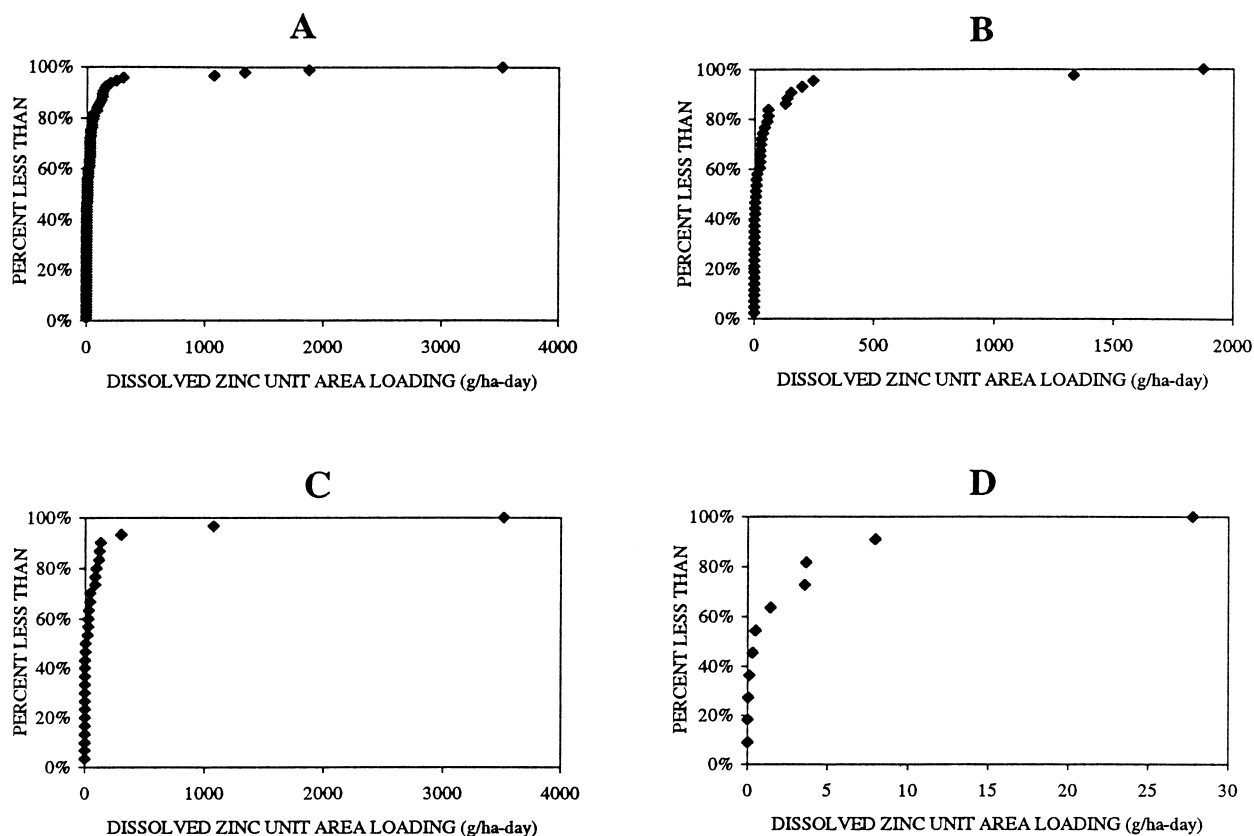 A
PERCENT LESS THAN
100%
80%
60%
40%
20%
0%
0 1000 2000 3000 4000
DISSOLVED ZINC UNIT AREA LOADING (g/ha-day)
B
PERCENT LESS THAN
100%
80%
60%
40%
20%
0%
0 500 1000 1500 2000
DISSOLVED ZINC UNIT AREA LOADING (g/ha-day)
C
PERCENT LESS THAN
100%
80%
60%
40%
20%
0%
0 1000 2000 3000 4000
DISSOLVED ZINC UNIT AREA LOADING (g/ha-day)
D
PERCENT LESS THAN
100%
80%
60%
40%
20%
0%
0 5 10 15 20 25 30
DISSOLVED ZINC UNIT AREA LOADING (g/ha-day)